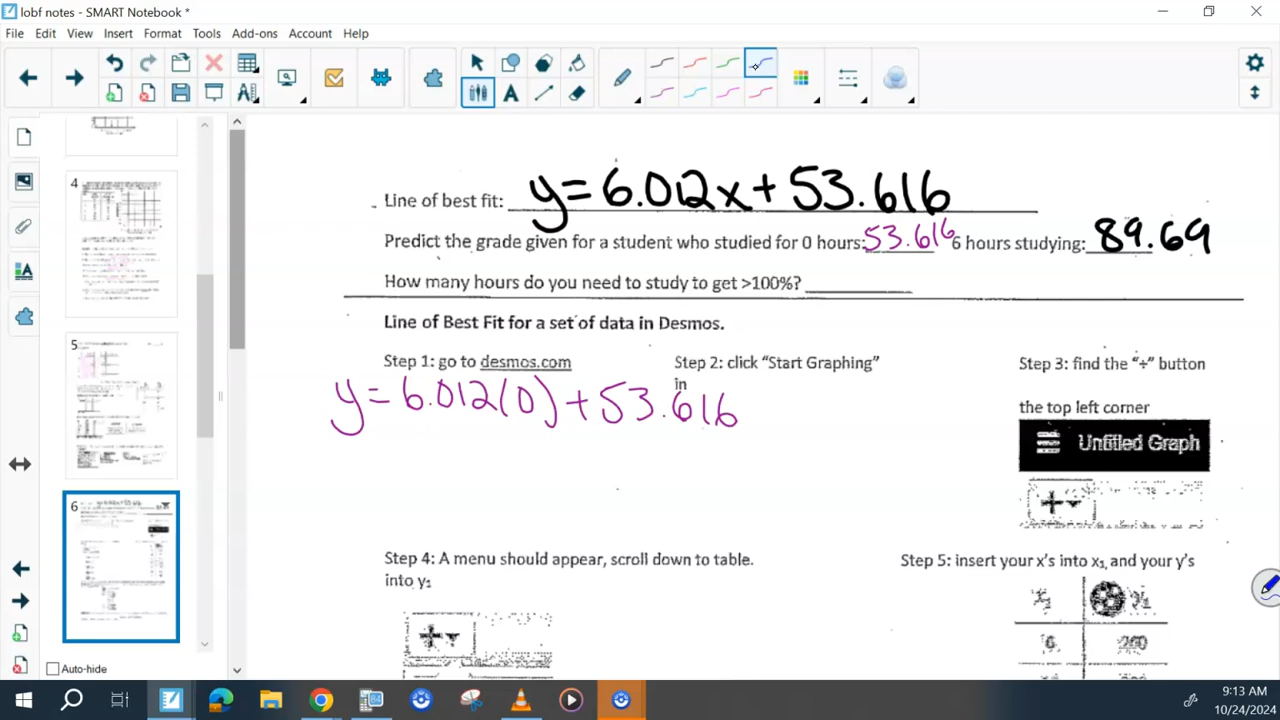 lobf notes - SMART Notebook *
File Edit View Insert Format Tools Add-ons Account Help
4
5
6
Auto-hide
Line of best fit: y=6.012x+53.616
Predict the grade given for a student who studied for 0 hours: 53.616 6 hours studying: 89.69
How many hours do you need to study to get >100%?
Line of Best Fit for a set of data in Desmos.
Step 1: go to desmos.com Step 2: click “Start Graphing” Step 3: find the “÷” button
in
the top left corner
y=6.012(0)+53.616
Untitled Graph
+
Step 4: A menu should appear, scroll down to table. Step 5: insert your x's into x₁, and your y's
into y₁
+
9:13 AM
10/24/2024